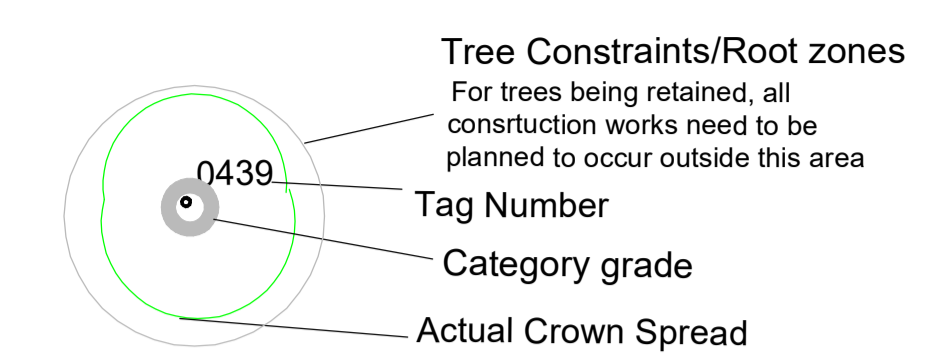 Tree Constraints/Root zones
For trees being retained, all
consrtuction works need to be
planned to occur outside this area
0439
Tag Number
Category grade
Actual Crown Spread